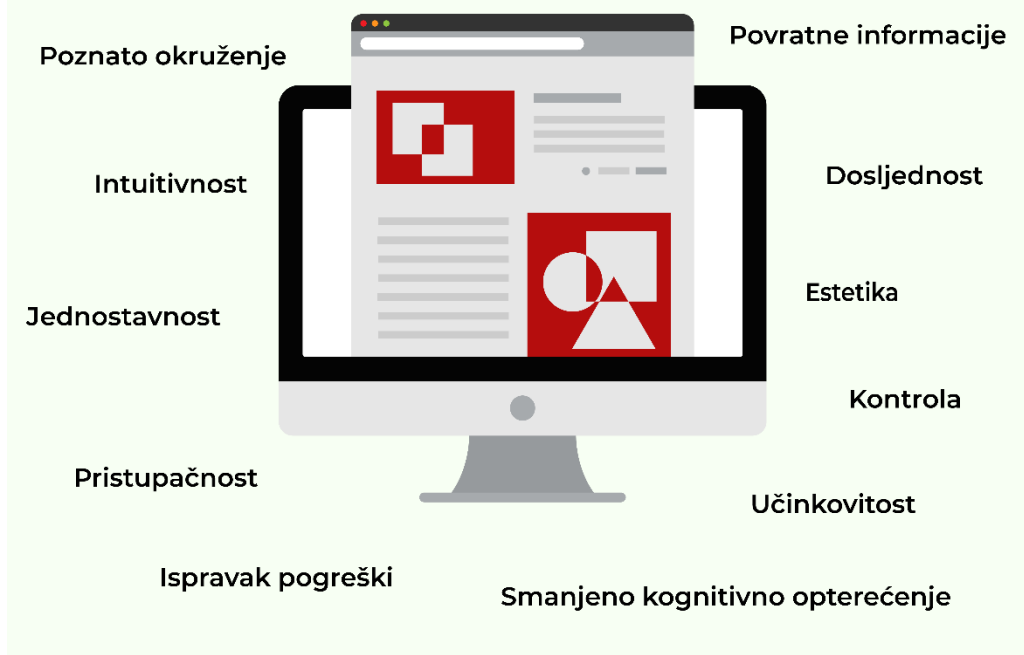 Poznato okruženje
Povratne informacije
Intuitivnost
Dosljednost
Jednostavnost
Estetika
Kontrola
Pristupačnost
Učinkovitost
Ispravak pogreški
Smanjeno kognitivno opterećenje